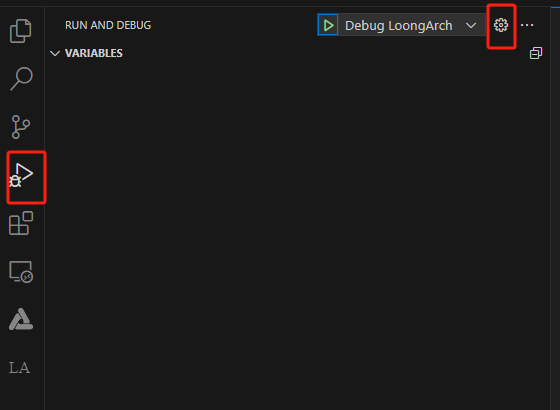 RUN AND DEBUG
Debug LoongArch
VARIABLES
LA